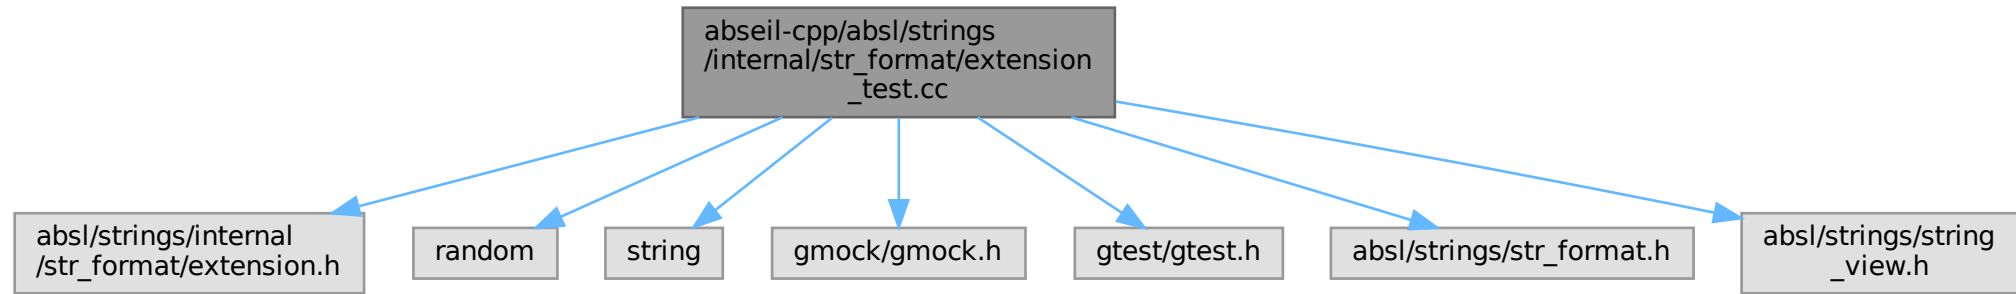 abseil-cpp/absl/strings
/internal/str_format/extension
_test.cc
absl/strings/internal
/str_format/extension.h
random
string
gmock/gmock.h
gtest/gtest.h
absl/strings/str_format.h
absl/strings/string
_view.h